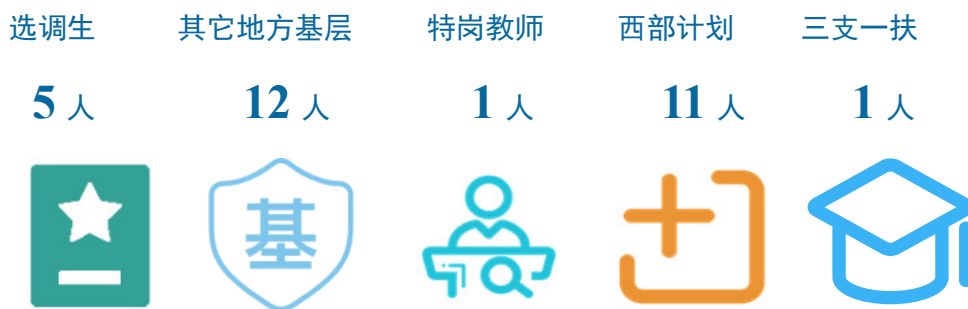 选调生 其它地方基层 特岗教师 西部计划 三支一扶
5 人 12 人 1 人 11 人 1 人
基